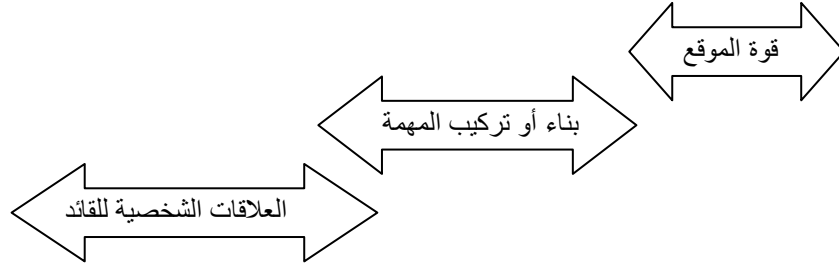 قوة الموقع
بناء أو تركيب المهمة
العلاقات الشخصية للقائد